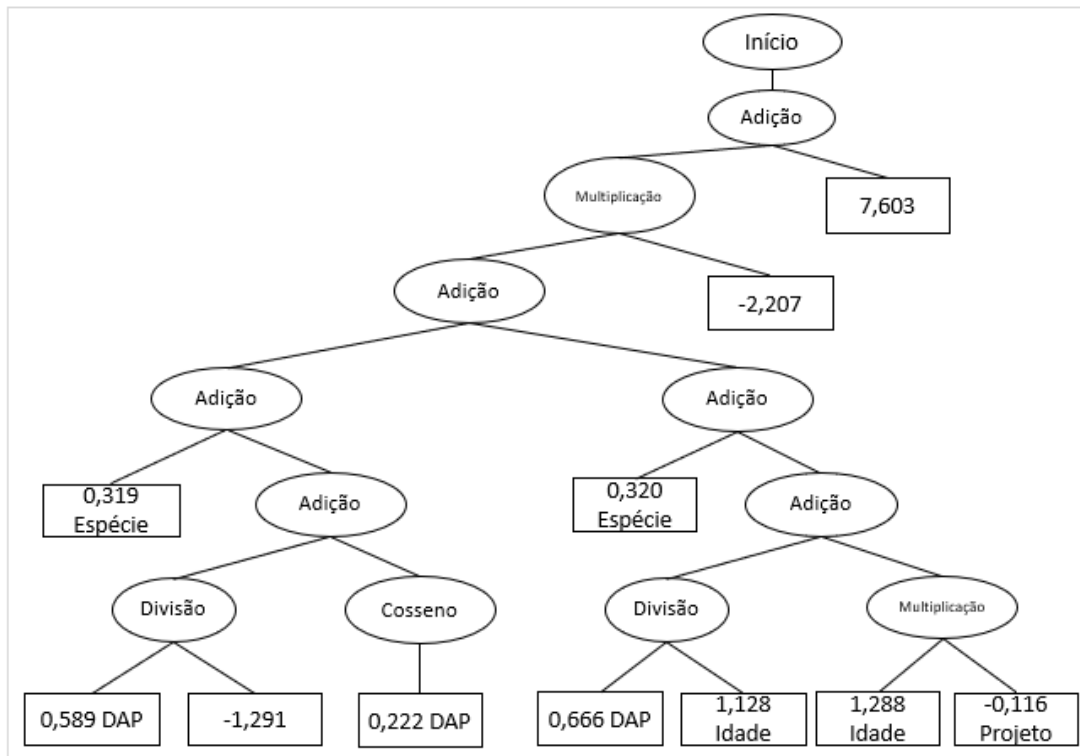 Início
Adição
Multiplicação
7,603
Adição
-2,207
Adição
Adição
0,319
Espécie
Adição
0,320
Espécie
Adição
Divisão
Cosseno
Divisão
Multiplicação
0,589 DAP
-1,291
0,222 DAP
0,666 DAP
1,128
Idade
1,288
Idade
-0,116
Projeto